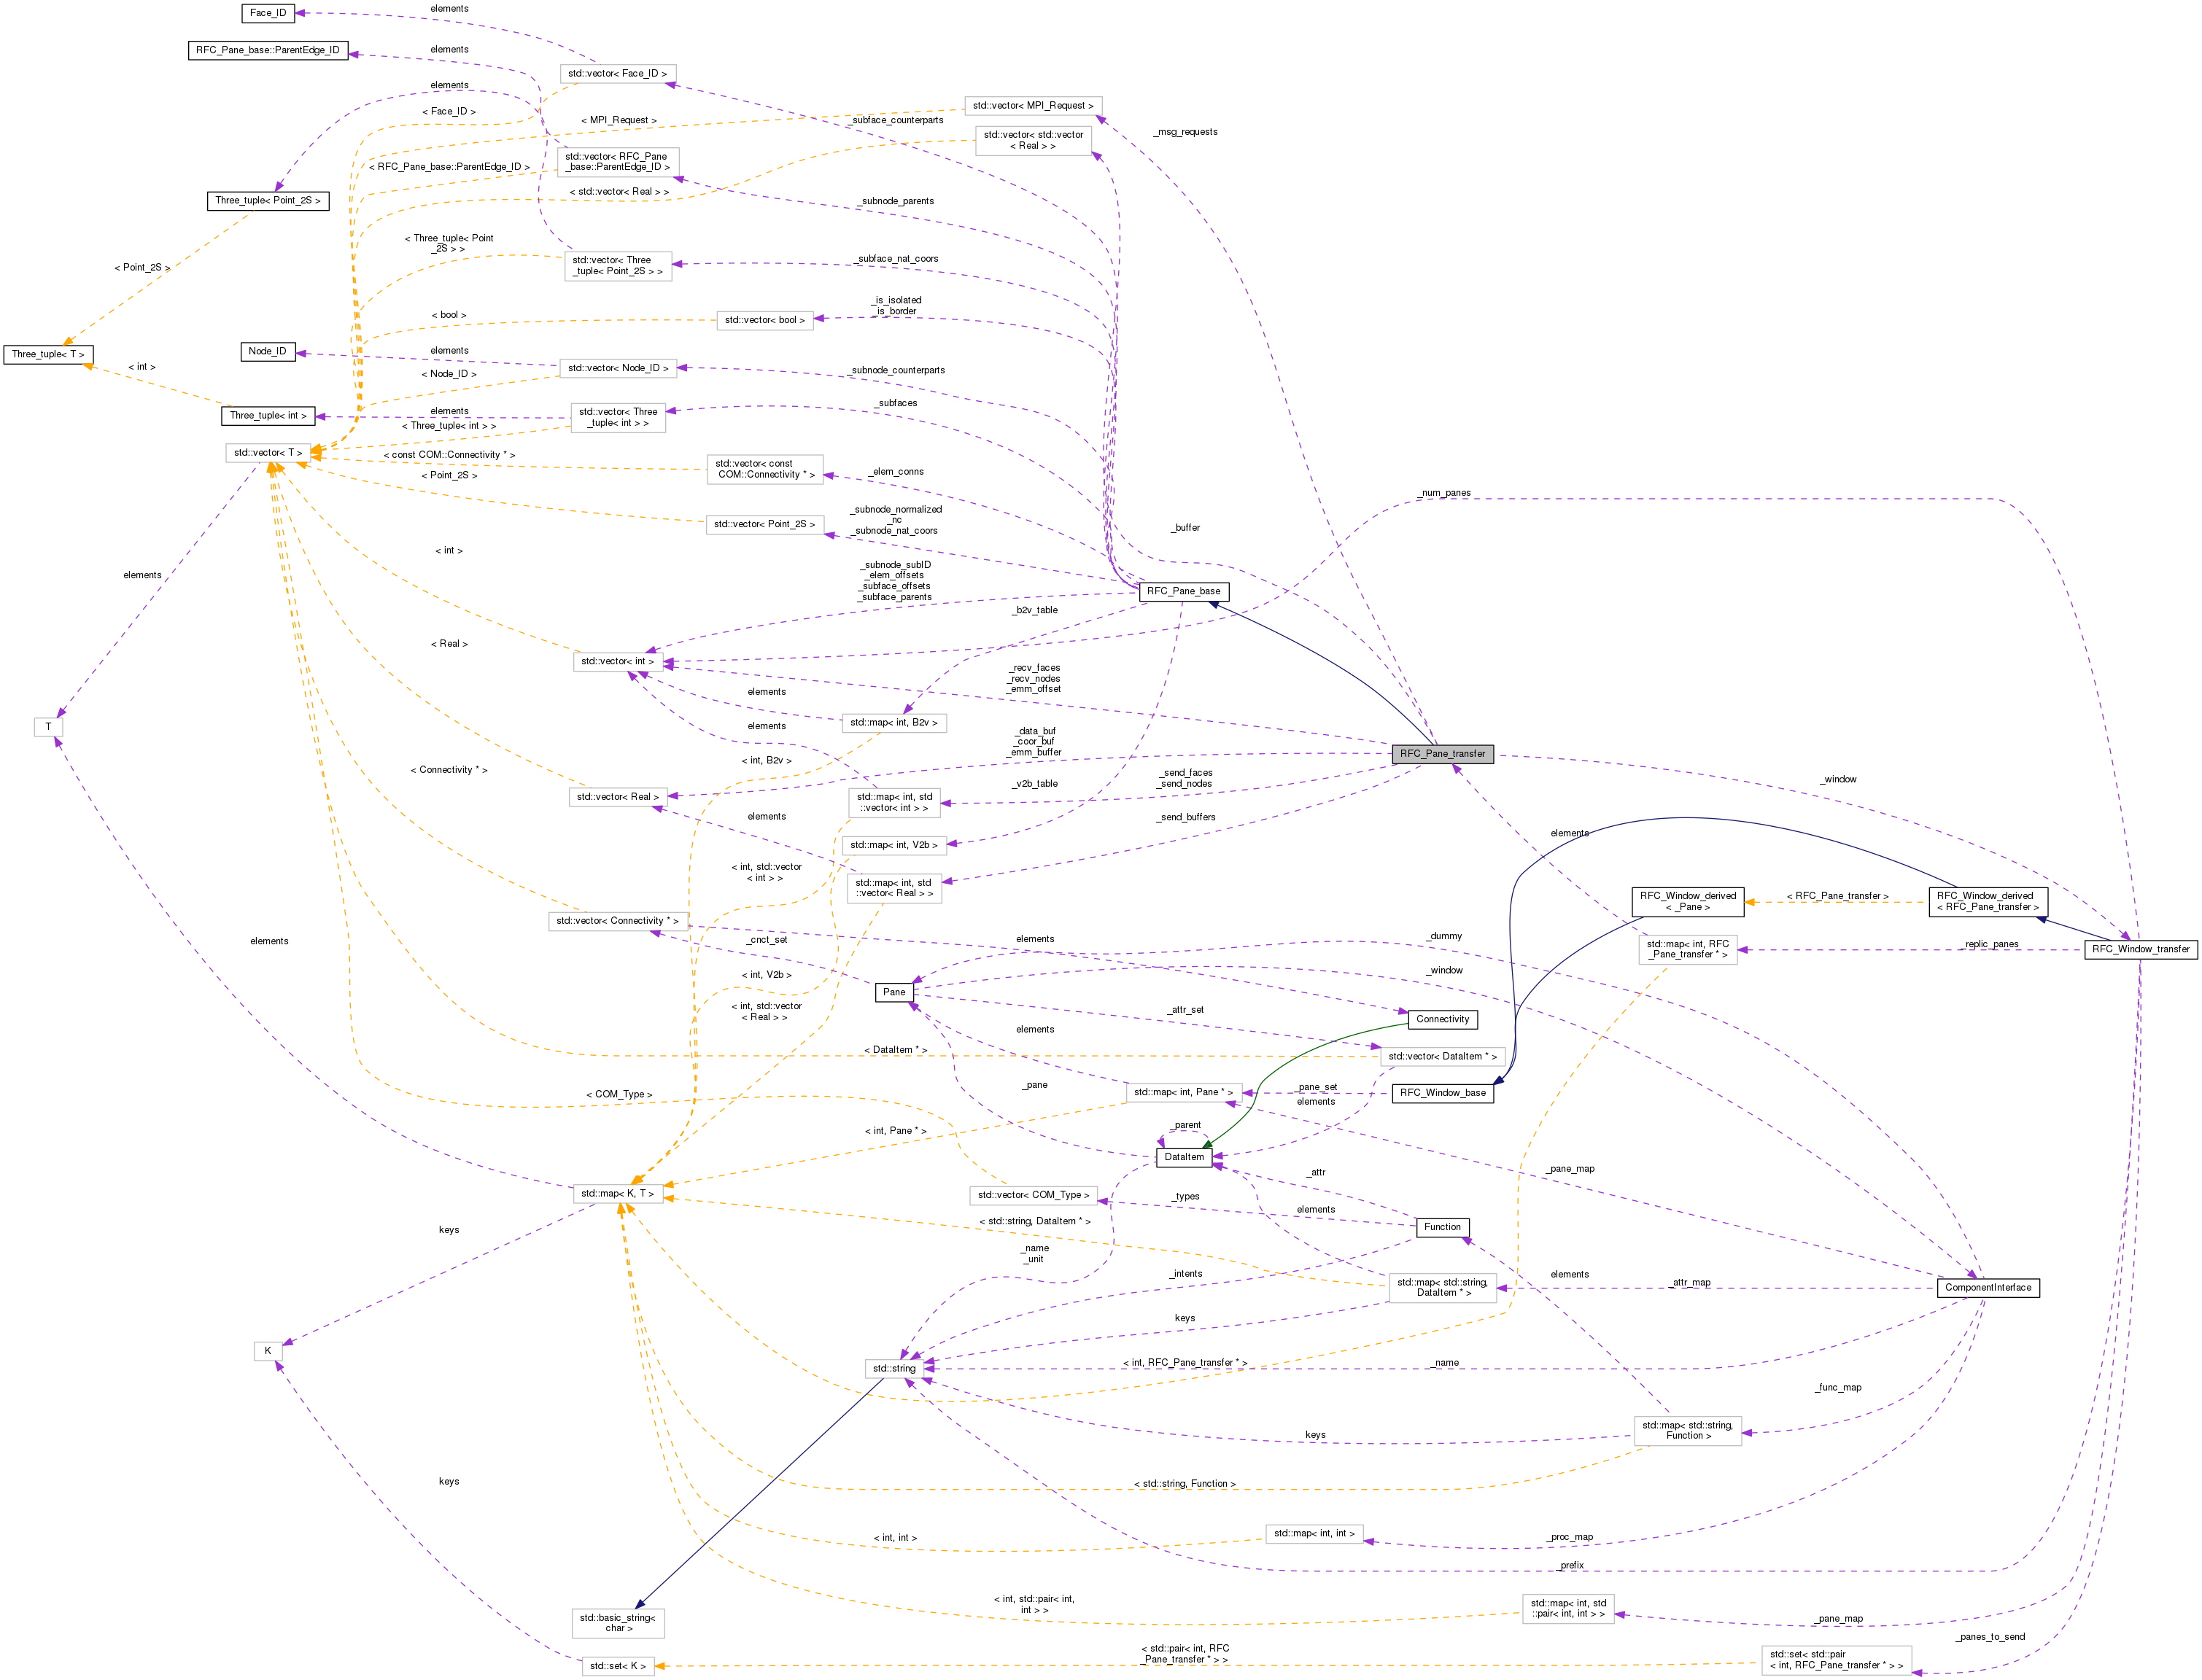 Face_ID
elements
RFC_Pane_base::ParentEdge_ID
elements
std::vector< Face_ID >
elements
< Face_ID >
std::vector< MPI_Request >
< MPI_Request >
_subface_counterparts
_msg_requests
std::vector< std::vector
< Real > >
std::vector< RFC_Pane
_base::ParentEdge_ID >
< RFC_Pane_base::ParentEdge_ID >
< std::vector< Real > >
Three_tuple< Point_2S >
_subnode_parents
< Three_tuple< Point
_2S > >
std::vector< Three
_tuple< Point_2S > >
_subface_nat_coors
< Point_2S >
_is_isolated
_is_border
< bool >
std::vector< bool >
Three_tuple< T >
Node_ID
elements
< int >
< Node_ID >
std::vector< Node_ID >
_subnode_counterparts
Three_tuple< int >
elements
std::vector< Three
_tuple< int > >
_subfaces
< Three_tuple< int > >
std::vector< T >
< const COM::Connectivity * >
std::vector< const
COM::Connectivity * >
_elem_conns
< Point_2S >
_num_panes
std::vector< Point_2S >
_subnode_normalized
_nc
_subnode_nat_coors
_buffer
< int >
elements
_subnode_subID
_elem_offsets
_subface_offsets
_subface_parents
RFC_Pane_base
_b2v_table
< Real >
std::vector< int >
_recv_faces
_recv_nodes
_emm_offset
elements
std::map< int, B2v >
T
elements
_data_buf
_coor_buf
_emm_buffer
RFC_Pane_transfer
< int, B2v >
< Connectivity * >
_send_faces
_send_nodes
_v2b_table
_window
std::vector< Real >
std::map< int, std
::vector< int > >
elements
_send_buffers
elements
std::map< int, V2b >
< int, std::vector
< int > >
std::map< int, std
::vector< Real > >
RFC_Window_derived
< _Pane >
< RFC_Pane_transfer >
RFC_Window_derived
< RFC_Pane_transfer >
std::vector< Connectivity * >
_cnct_set
elements
_dummy
elements
std::map< int, RFC
_Pane_transfer * >
_replic_panes
RFC_Window_transfer
< int, V2b >
_window
Pane
< int, std::vector
< Real > >
_attr_set
Connectivity
elements
< DataItem * >
std::vector< DataItem * >
_pane
< COM_Type >
std::map< int, Pane * >
_pane_set
RFC_Window_base
elements
< int, Pane * >
_parent
DataItem
_pane_map
_attr
std::map< K, T >
std::vector< COM_Type >
_types
elements
< std::string, DataItem * >
Function
keys
_name
_unit
_intents
elements
std::map< std::string,
DataItem * >
_attr_map
ComponentInterface
keys
K
std::string
< int, RFC_Pane_transfer * >
_name
_func_map
std::map< std::string,
Function >
keys
keys
< std::string, Function >
< int, int >
std::map< int, int >
_proc_map
_prefix
std::basic_string<
char >
< int, std::pair< int,
int > >
std::map< int, std
::pair< int, int > >
_pane_map
_panes_to_send
std::set< K >
< std::pair< int, RFC
_Pane_transfer * > >
std::set< std::pair
< int, RFC_Pane_transfer * > >